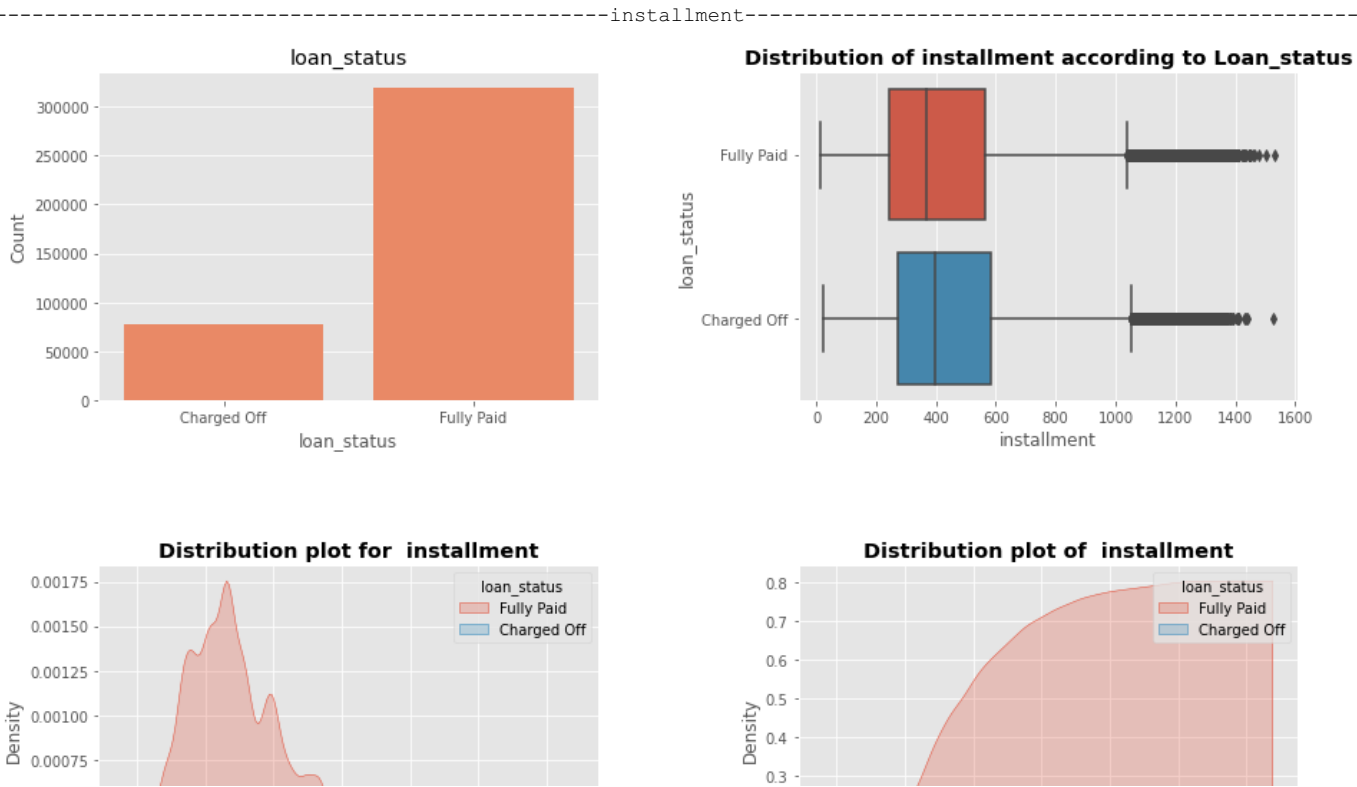 --------------------------------------------------installment--------------------------------------------------
loan_status
300000
250000
200000
150000
100000
50000
0
Count
Charged Off
Fully Paid
loan_status
Distribution of installment according to Loan_status
Fully Paid
Charged Off
loan_status
0 200 400 600 800 1000 1200 1400 1600
installment
Distribution plot for  installment
0.00175
0.00150
0.00125
0.00100
0.00075
Density
loan_status
Fully Paid
Charged Off
Distribution plot of  installment
0.8
0.7
0.6
0.5
0.4
0.3
Density
loan_status
Fully Paid
Charged Off